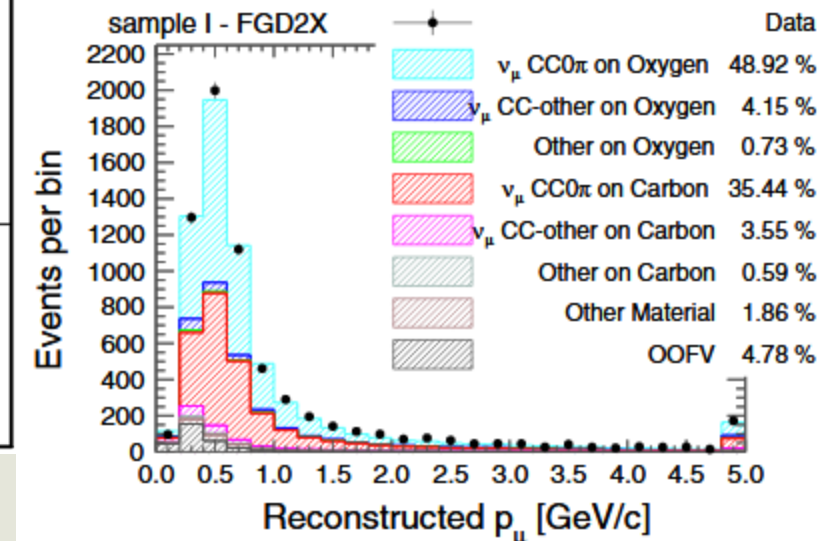 sample I - FGD2X
Data
νμ CC0π on Oxygen 48.92 %
νμ CC-other on Oxygen 4.15 %
Other on Oxygen 0.73 %
νμ CC0π on Carbon 35.44 %
νμ CC-other on Carbon 3.55 %
Other on Carbon 0.59 %
Other Material 1.86 %
OOFV 4.78 %
Events per bin
2200
2000
1800
1600
1400
1200
1000
800
600
400
200
0
0.0 0.5 1.0 1.5 2.0 2.5 3.0 3.5 4.0 4.5 5.0
Reconstructed pμ [GeV/c]